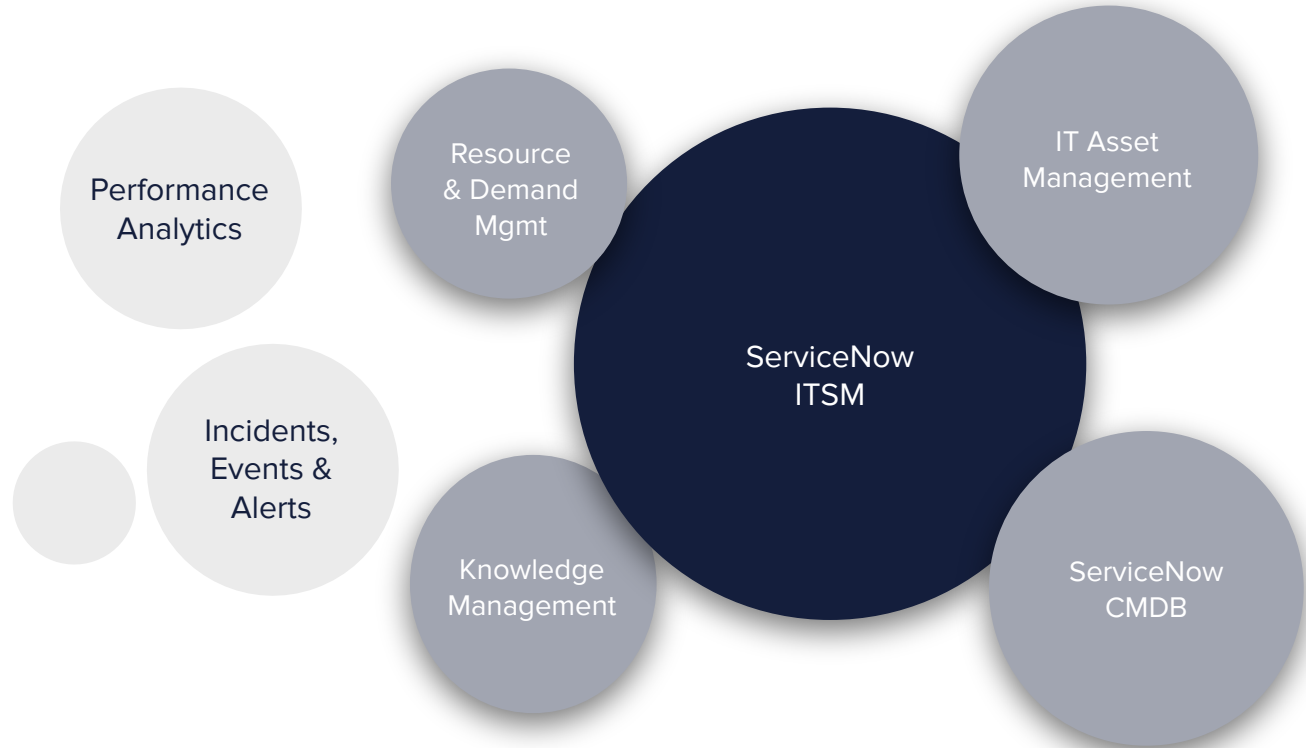 Performance
Analytics
Resource
& Demand
Mgmt
IT Asset
Management
ServiceNow
ITSM
Incidents,
Events &
Alerts
Knowledge
Management
ServiceNow
CMDB